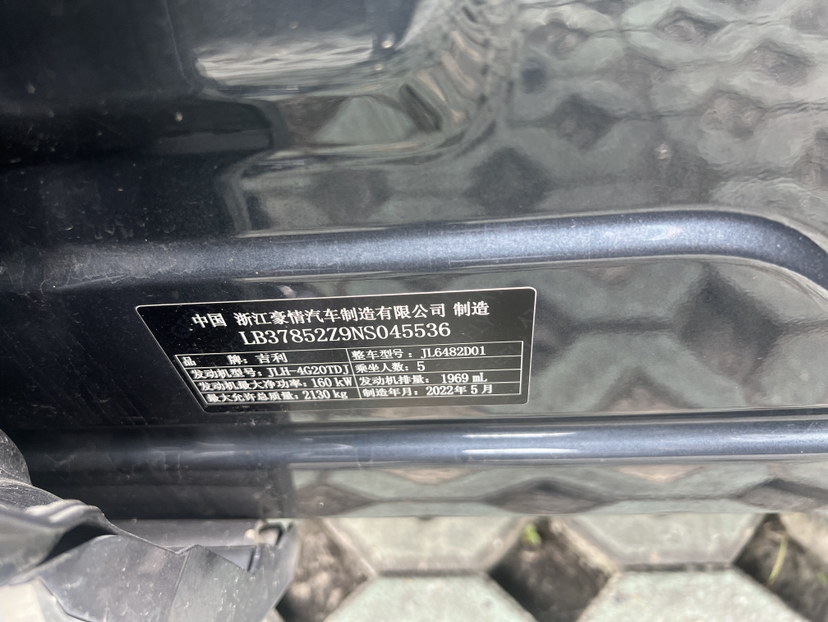 中国 浙江豪情汽车制造有限公司 制造
LB37852Z9NS045536
品 牌：吉利 整车型号：JL6482D01
发动机型号：JLH-4G20TDJ 乘坐人数：5
发动机最大净功率：160 kW 发动机排量：1969 mL
最大允许总质量：2130 kg 制造年月：2022年5月